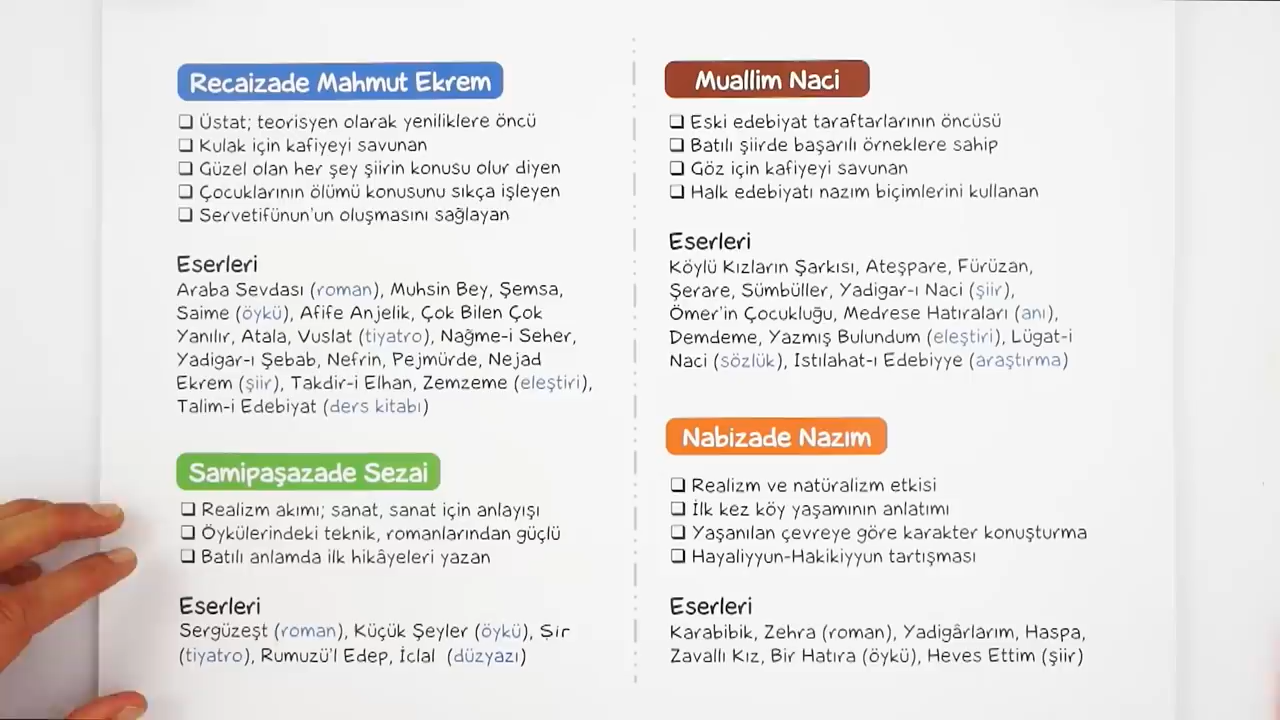 Recaizade Mahmut Ekrem
❑ Üstat; teorisyen olarak yeniliklere öncü
❑ Kulak için kafiyeyi savunan
❑ Güzel olan her şey şiirin konusu olur diyen
❑ Çocuklarının ölümü konusunu sıkça işleyen
❑ Servetifünun'un oluşmasını sağlayan
Eserleri
Araba Sevdası (roman), Muhsin Bey, Şemsa,
Saime (öykü), Afife Anjelik, Çok Bilen Çok
Yanılır, Atala, Vuslat (tiyatro), Nağme-i Seher,
Yadigar-ı Şebab, Nefrin, Pejmürde, Nejad
Ekrem (şiir), Takdir-i Elhan, Zemzeme (eleştiri),
Talim-i Edebiyat (ders kitabı)
Samipaşazade Sezai
❑ Realizm akımı; sanat, sanat için anlayışı
❑ Öykülerindeki teknik, romanlarından güçlü
❑ Batılı anlamda ilk hikâyeleri yazan
Eserleri
Sergüzeşt (roman), Küçük Şeyler (öykü), Şir
(tiyatro), Rumuzü'l Edep, İclal (düzyazı)
Muallim Naci
❑ Eski edebiyat taraftarlarının öncüsü
❑ Batılı şiirde başarılı örneklere sahip
❑ Göz için kafiyeyi savunan
❑ Halk edebiyatı nazım biçimlerini kullanan
Eserleri
Köylü Kızların Şarkısı, Ateşpare, Fürüzan,
Şerare, Sümbüller, Yadigar-ı Naci (şiir),
Ömer'in Çocukluğu, Medrese Hatıraları (anı),
Demdeme, Yazmış Bulundum (eleştiri), Lügat-i
Naci (sözlük), Istılahat-ı Edebiyye (araştırma)
Nabizade Nazım
❑ Realizm ve natüralizm etkisi
❑ İlk kez köy yaşamının anlatımı
❑ Yaşanılan çevreye göre karakter konuşturma
❑ Hayaliyyun-Hakikiyyun tartışması
Eserleri
Karabibik, Zehra (roman), Yadigârlarım, Haspa,
Zavallı Kız, Bir Hatıra (öykü), Heves Ettim (şiir)